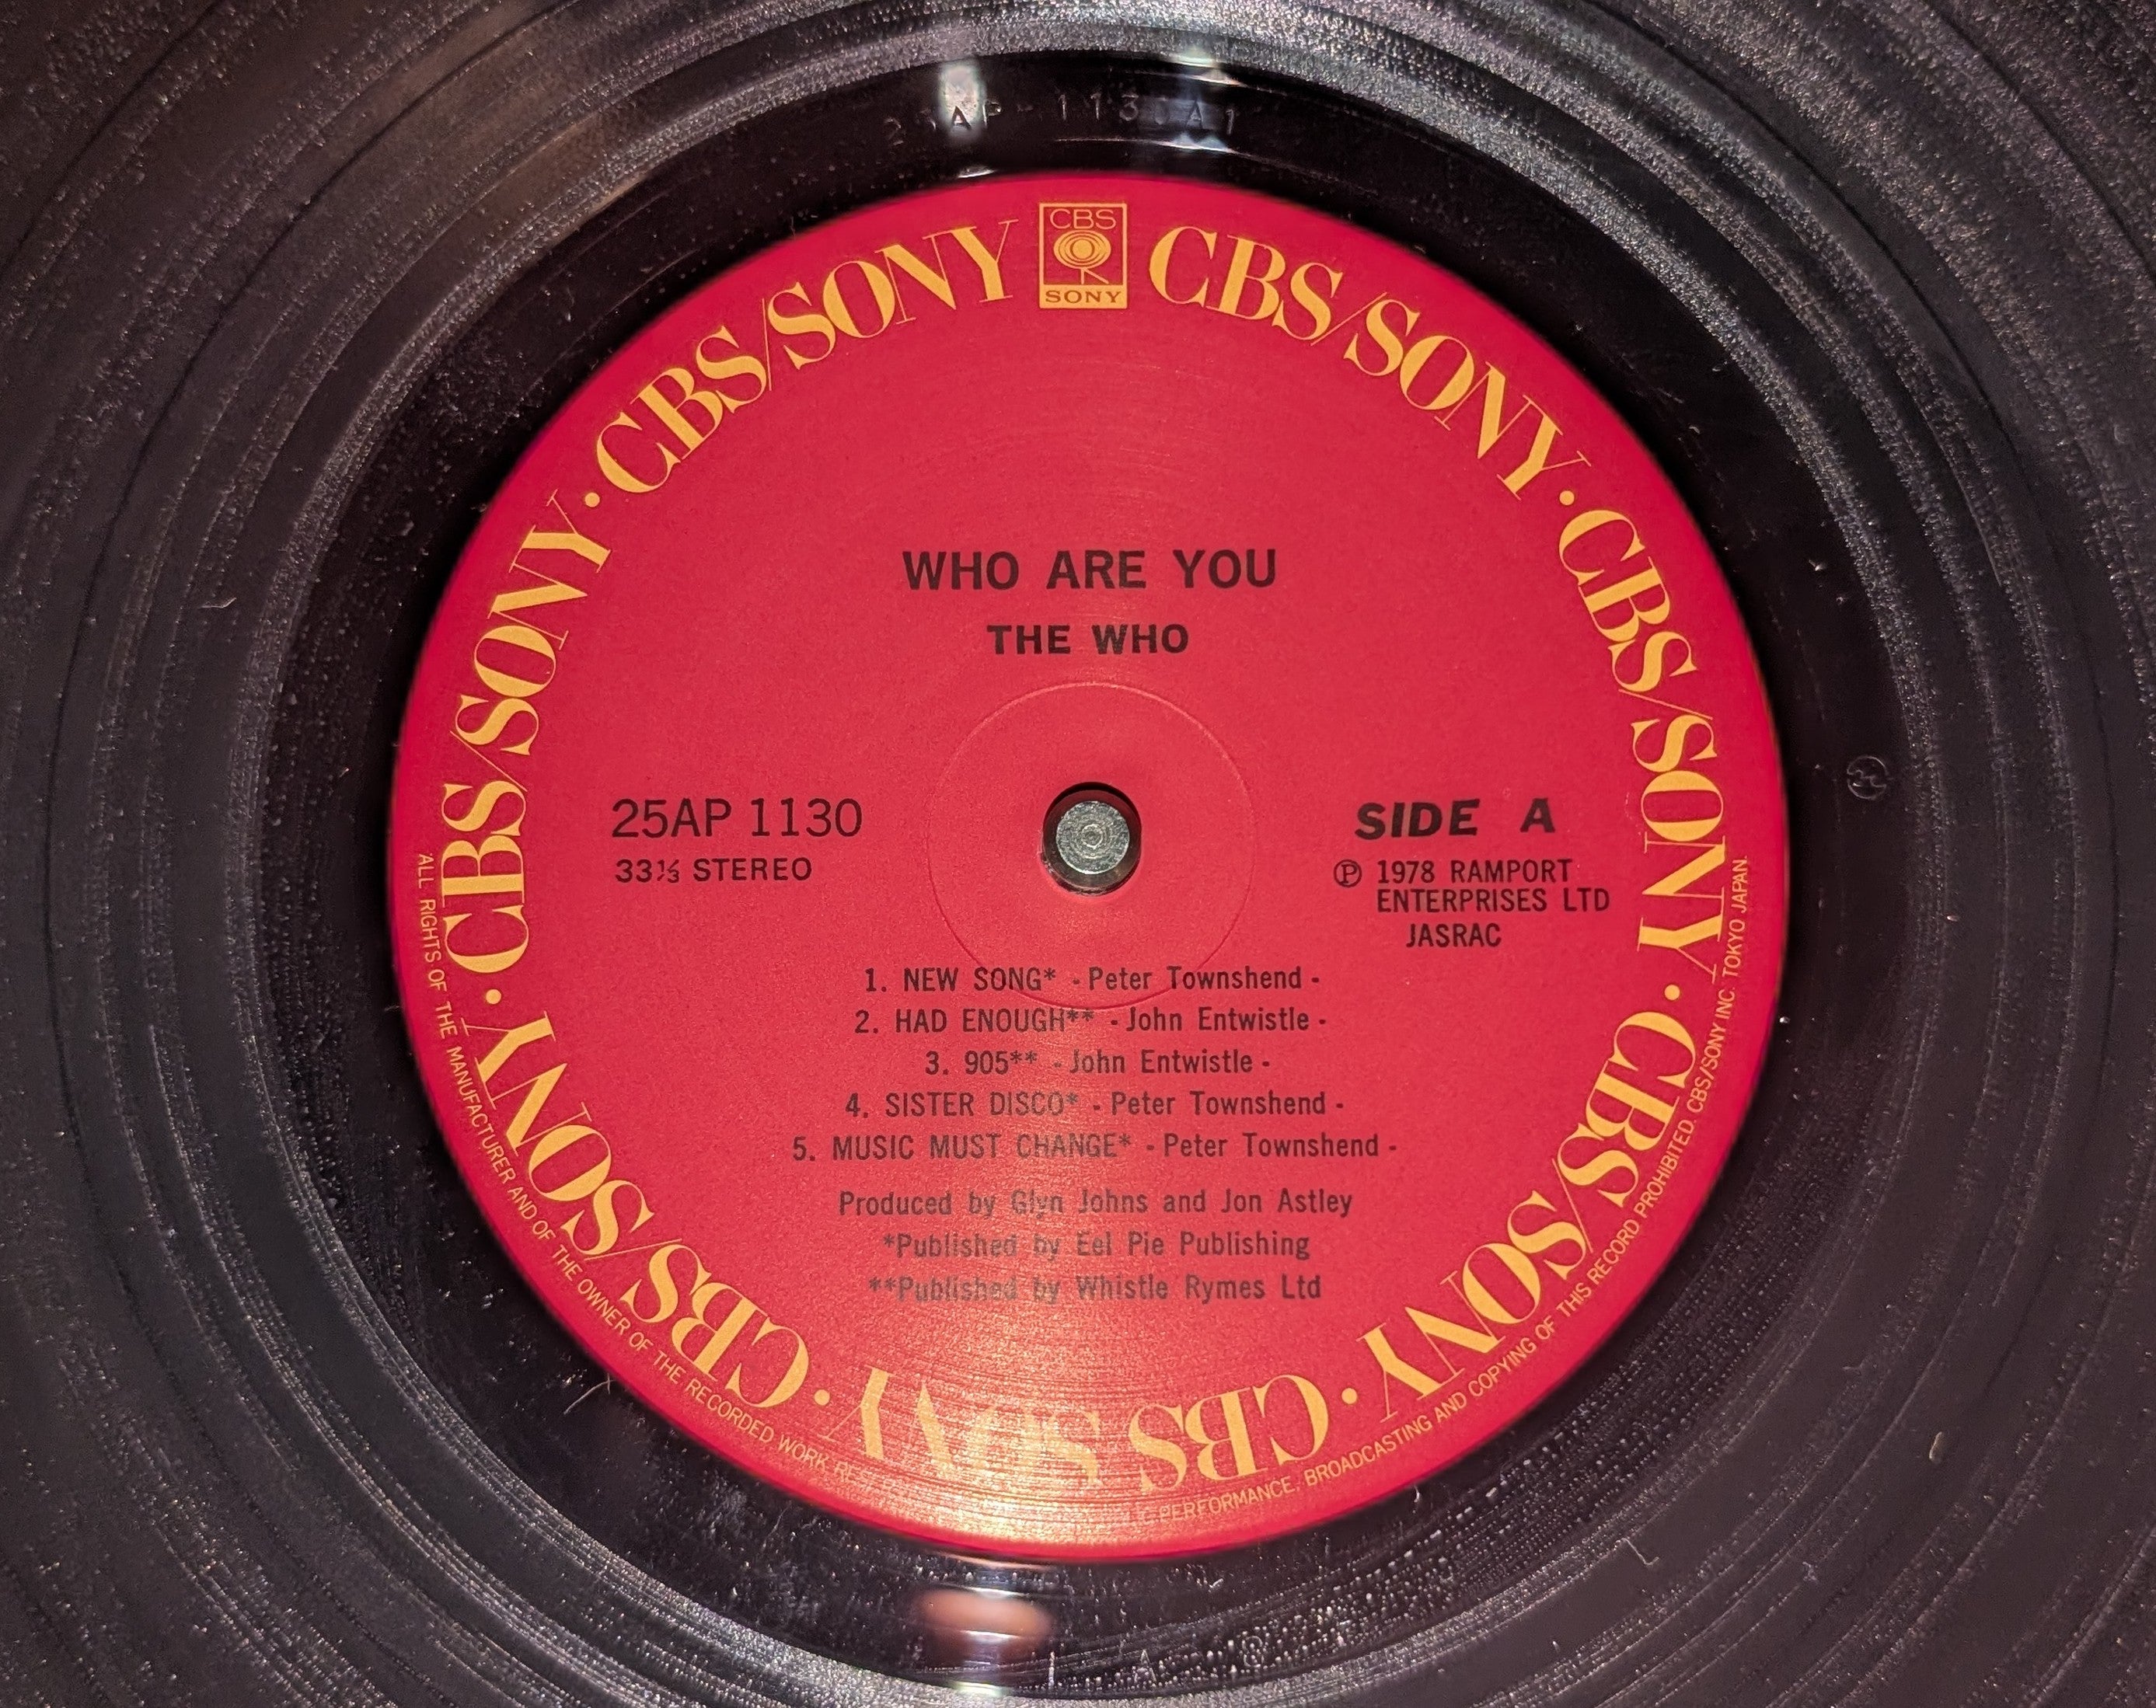 25AP-1130A1
CBS
SONY
CBS/SONY · CBS/SONY · CBS/SONY · CBS/SONY · CBS/SONY · CBS/SONY · CBS/SONY · CBS/SONY
WHO ARE YOU
THE WHO
25AP 1130
33⅓ STEREO
SIDE A
℗ 1978 RAMPORT
ENTERPRISES LTD
JASRAC
1. NEW SONG* - Peter Townshend -
2. HAD ENOUGH** - John Entwistle -
3. 905** - John Entwistle -
4. SISTER DISCO* - Peter Townshend -
5. MUSIC MUST CHANGE* - Peter Townshend -
Produced by Glyn Johns and Jon Astley
*Published by Eel Pie Publishing
**Published by Whistle Rymes Ltd
ALL RIGHTS OF THE MANUFACTURER AND OF THE OWNER OF THE RECORDED WORK PERFORMANCE, BROADCASTING AND COPYING OF THIS RECORD PROHIBITED. CBS/SONY INC. TOKYO JAPAN.